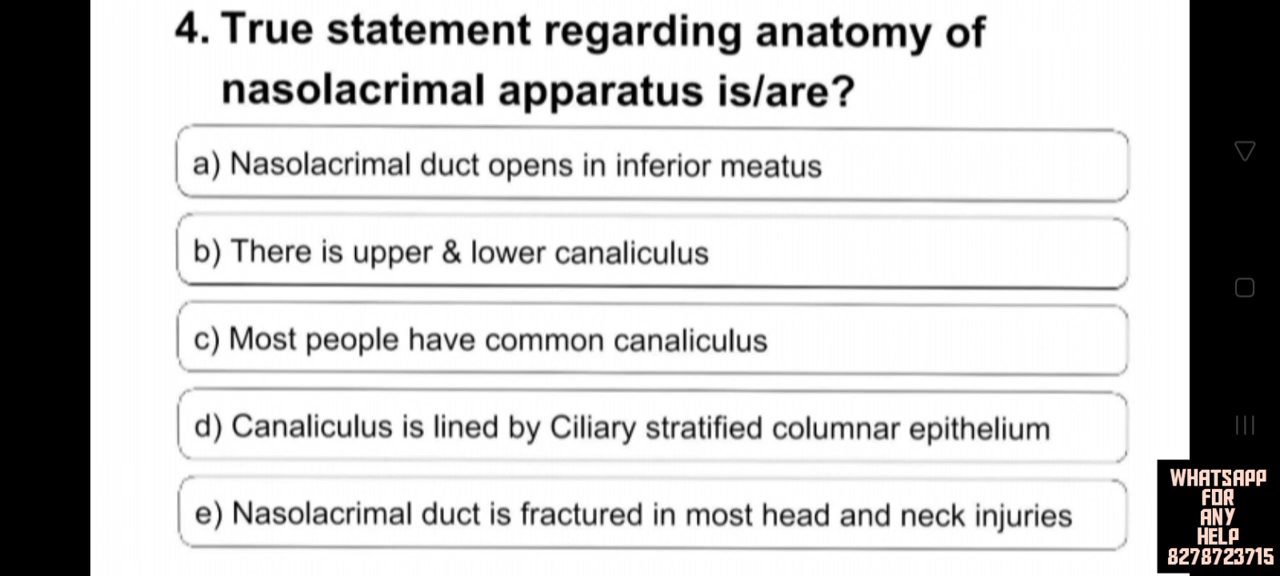 4. True statement regarding anatomy of
nasolacrimal apparatus is/are?
a) Nasolacrimal duct opens in inferior meatus
b) There is upper & lower canaliculus
c) Most people have common canaliculus
d) Canaliculus is lined by Ciliary stratified columnar epithelium
e) Nasolacrimal duct is fractured in most head and neck injuries
WHATSAPP
FOR
ANY
HELP
8278723715